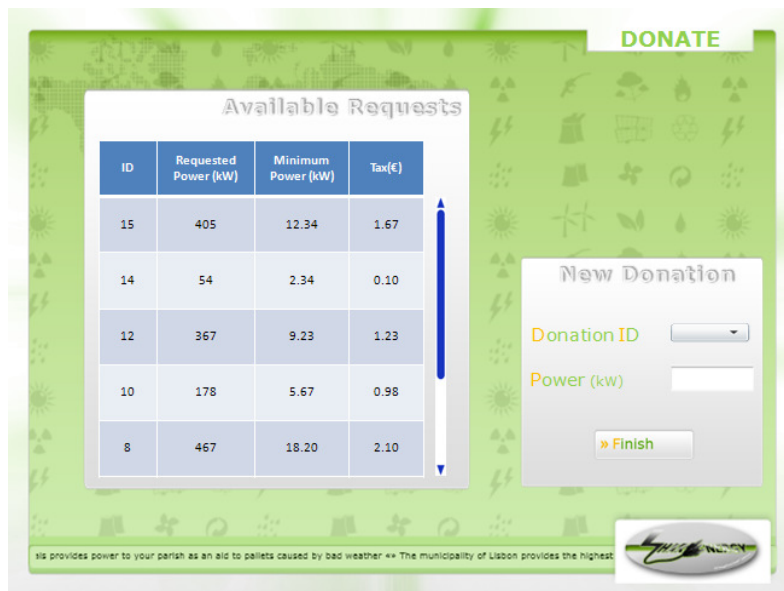 DONATE
Available Requests
ID Requested Power (kW) Minimum Power (kW) Tax(€)
15 405 12.34 1.67
14 54 2.34 0.10
12 367 9.23 1.23
10 178 5.67 0.98
8 467 18.20 2.10
New Donation
Donation ID
Power (kW)
» Finish
provides power to your parish as an aid to pallets caused by bad weather «» The municipality of Lisbon provides the highest